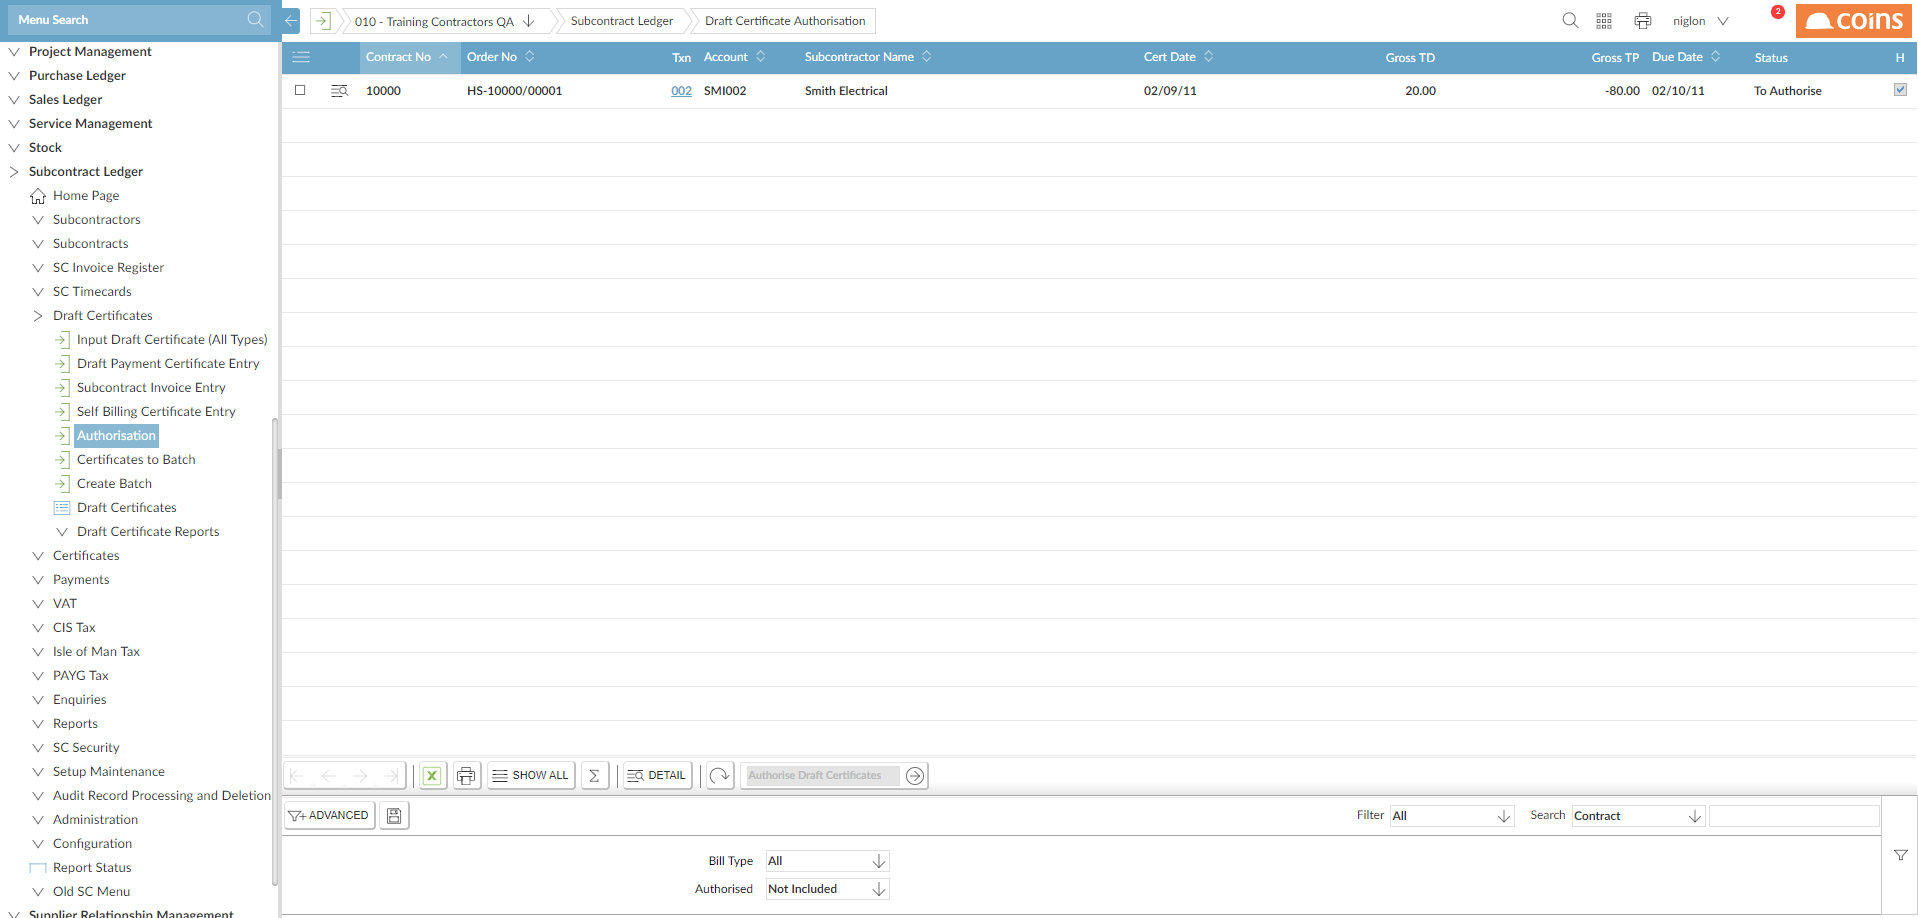 Menu Search
010 - Training Contractors QA
Subcontract Ledger
Draft Certificate Authorisation
niglon
2
coins
Project Management
Purchase Ledger
Sales Ledger
Service Management
Stock
Subcontract Ledger
Home Page
Subcontractors
Subcontracts
SC Invoice Register
SC Timecards
Draft Certificates
Input Draft Certificate (All Types)
Draft Payment Certificate Entry
Subcontract Invoice Entry
Self Billing Certificate Entry
Authorisation
Certificates to Batch
Create Batch
Draft Certificates
Draft Certificate Reports
Certificates
Payments
VAT
CIS Tax
Isle of Man Tax
PAYG Tax
Enquiries
Reports
SC Security
Setup Maintenance
Audit Record Processing and Deletion
Administration
Configuration
Report Status
Old SC Menu
Supplier Relationship Management
Contract No Order No Txn Account Subcontractor Name Cert Date Gross TD Gross TP Due Date Status H
10000 HS-10000/00001 002 SMI002 Smith Electrical 02/09/11 20.00 -80.00 02/10/11 To Authorise
SHOW ALL Σ DETAIL Authorise Draft Certificates
ADVANCED Filter All Search Contract
Bill Type All
Authorised Not Included